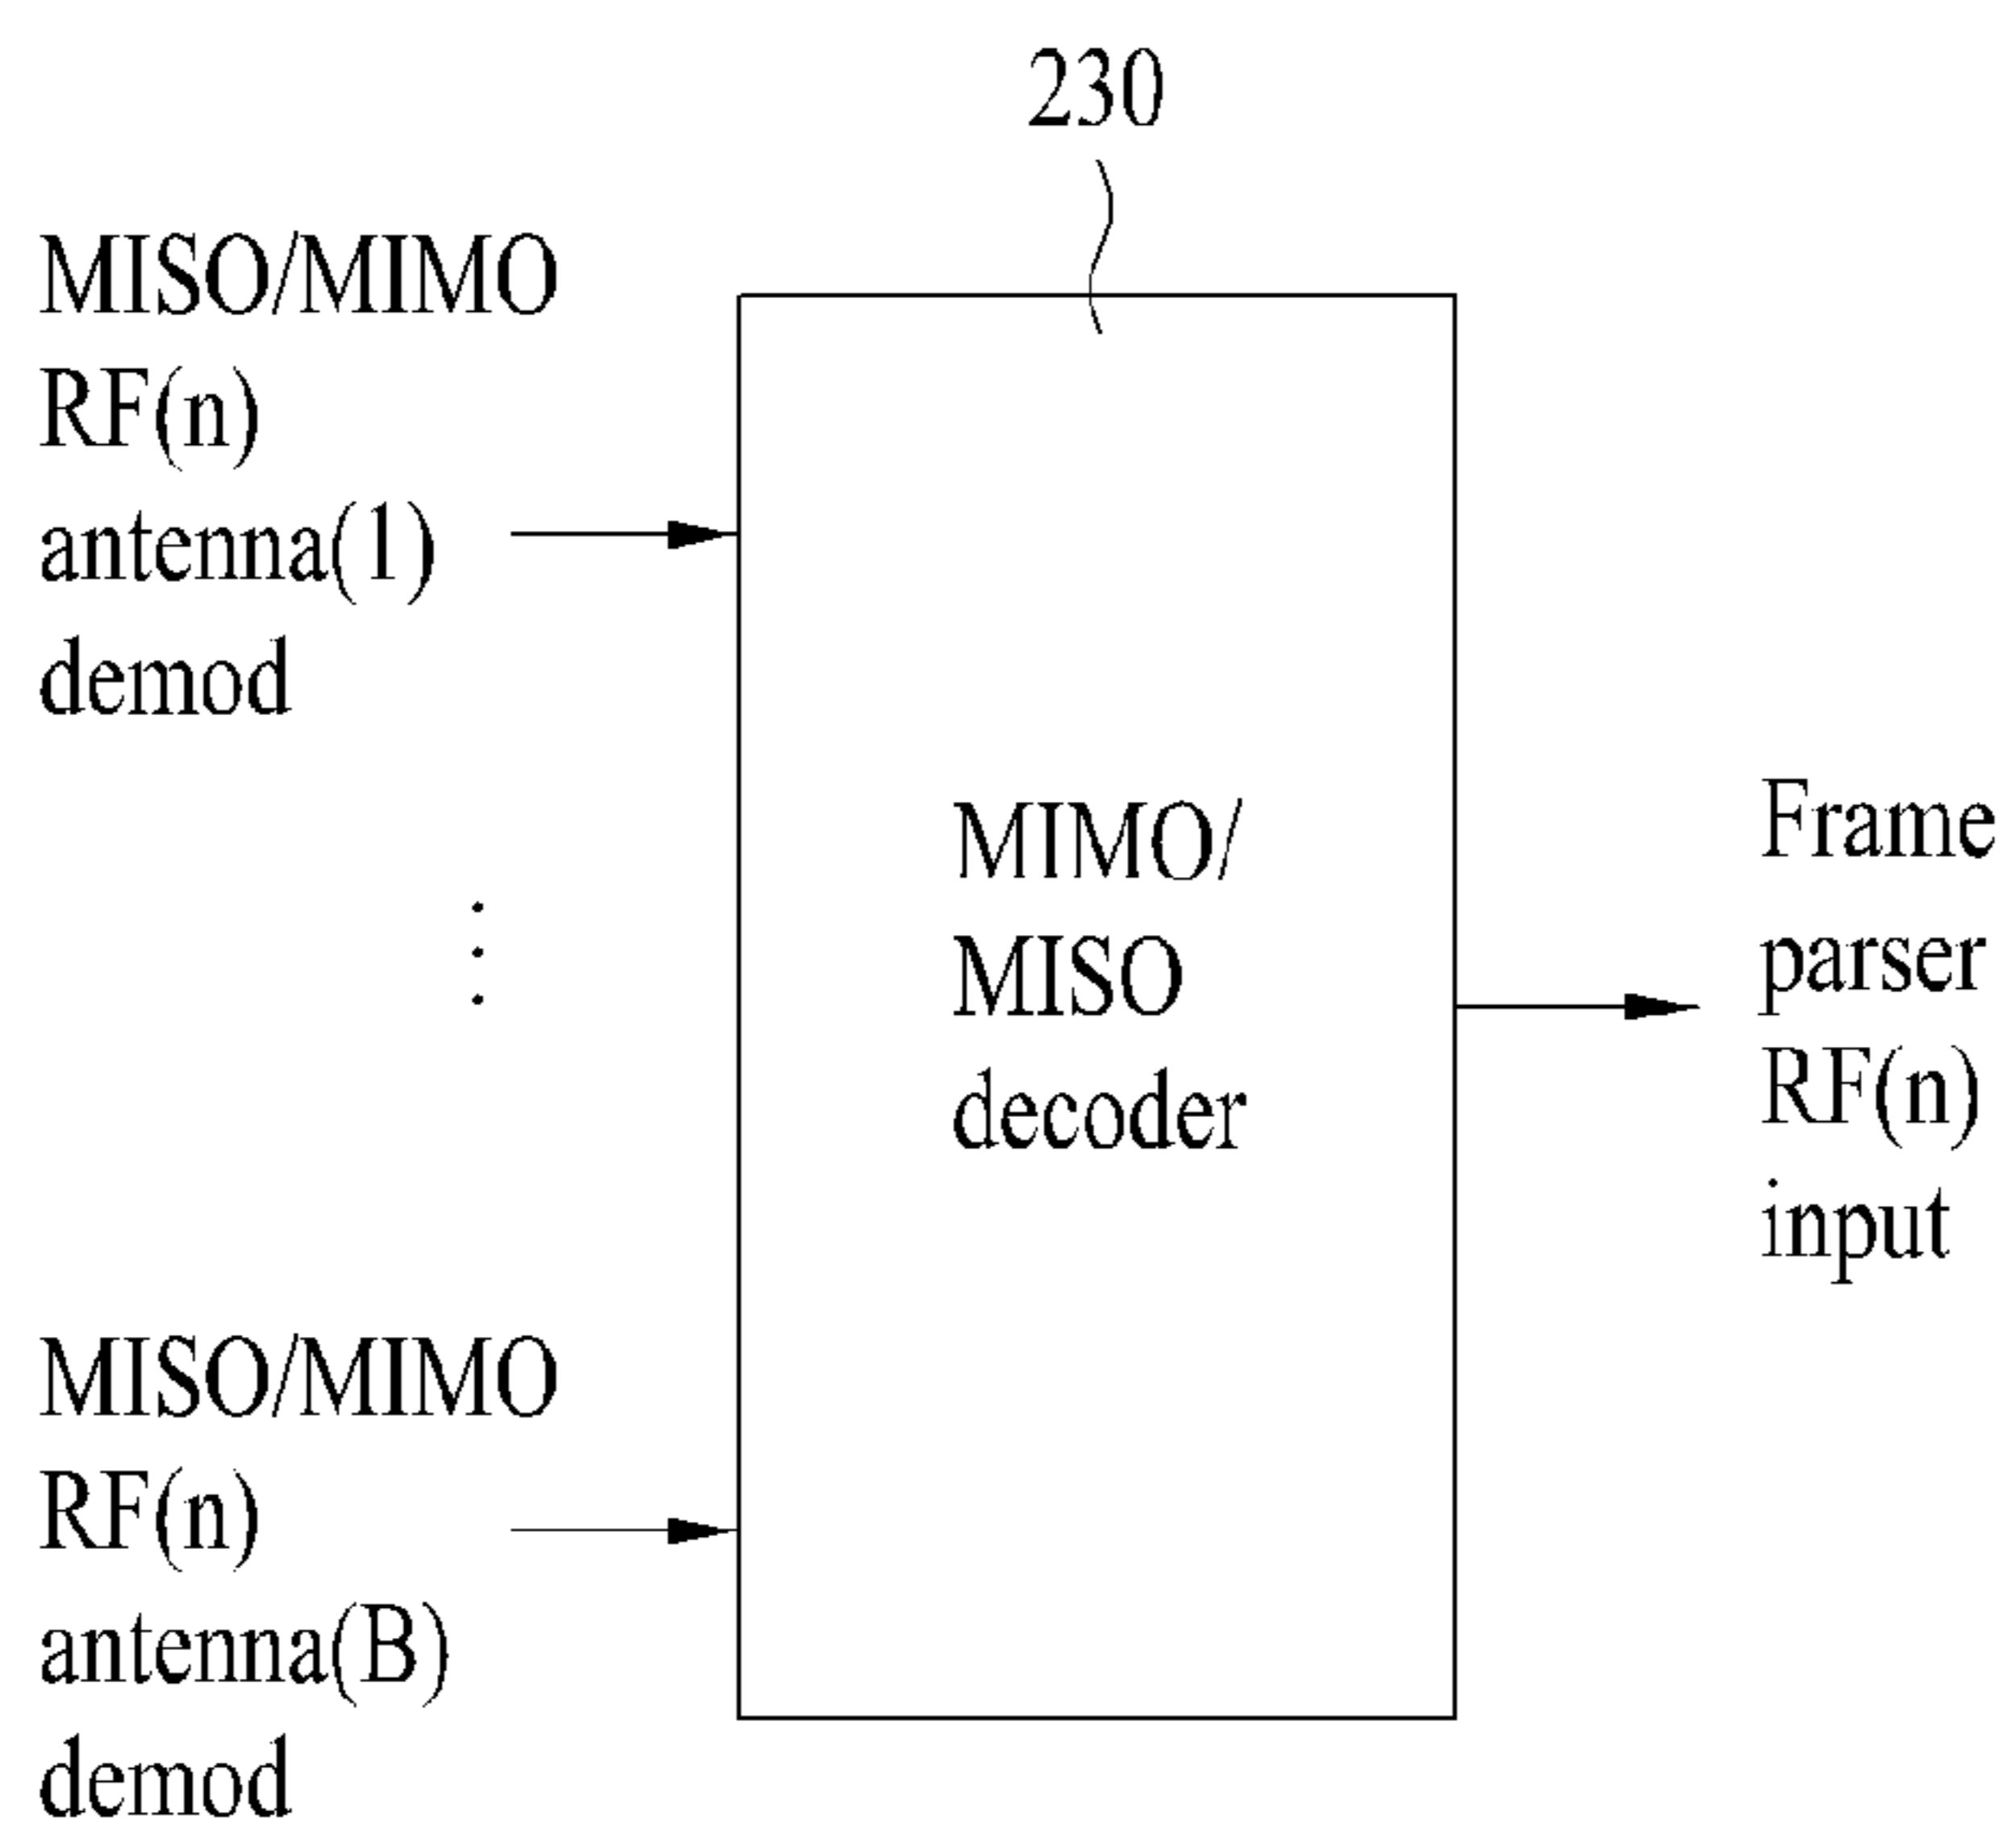 230
MISO/MIMO
RF(n)
antenna(1)
demod
MIMO/
MISO
decoder
Frame
parser
RF(n)
input
MISO/MIMO
RF(n)
antenna(B)
demod